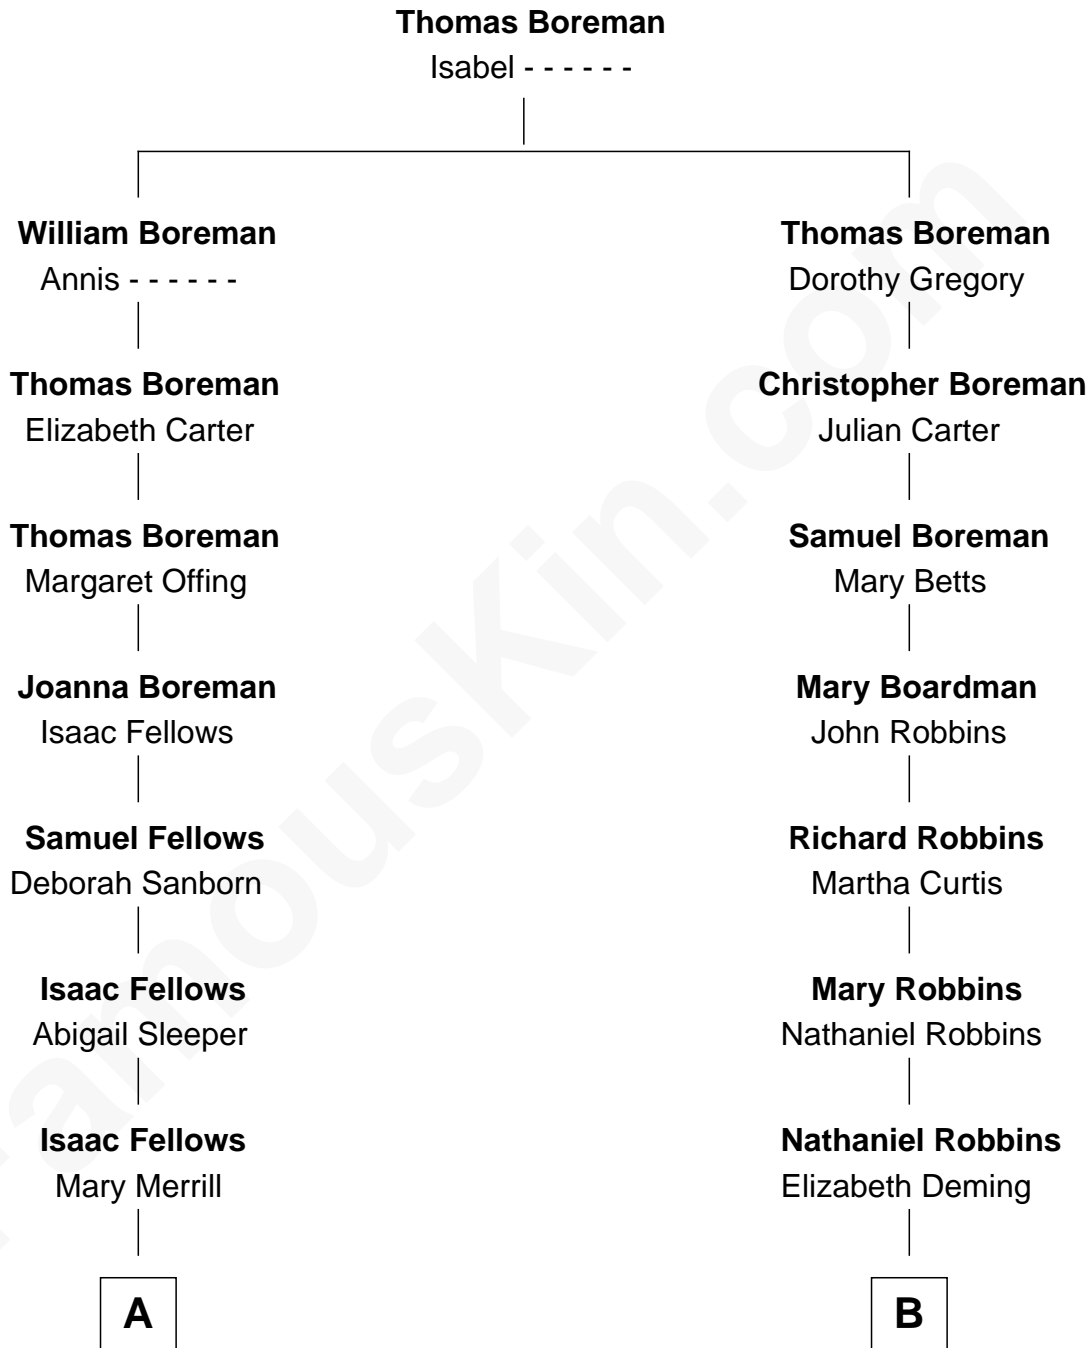 Thomas Boreman
Isabel - - - - - -
William Boreman
Annis - - - - - -
Thomas Boreman
Dorothy Gregory
Thomas Boreman
Elizabeth Carter
Christopher Boreman
Julian Carter
Thomas Boreman
Margaret Offing
Samuel Boreman
Mary Betts
Joanna Boreman
Isaac Fellows
Mary Boardman
John Robbins
Samuel Fellows
Deborah Sanborn
Richard Robbins
Martha Curtis
Isaac Fellows
Abigail Sleeper
Mary Robbins
Nathaniel Robbins
Isaac Fellows
Mary Merrill
Nathaniel Robbins
Elizabeth Deming
A
B
FamousKin.com